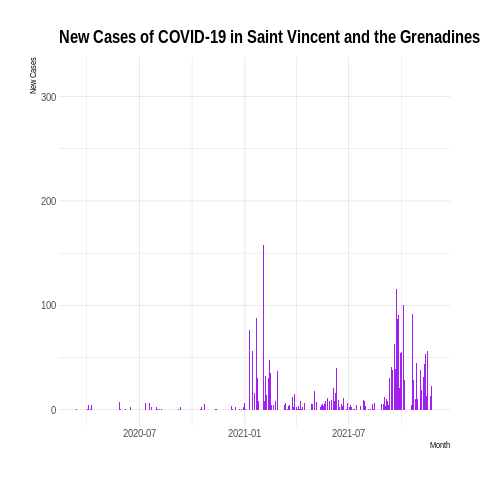 New Cases of COVID-19 in Saint Vincent and the Grenadines
New Cases
300
200
100
0
2020-07
2021-01
2021-07
Month